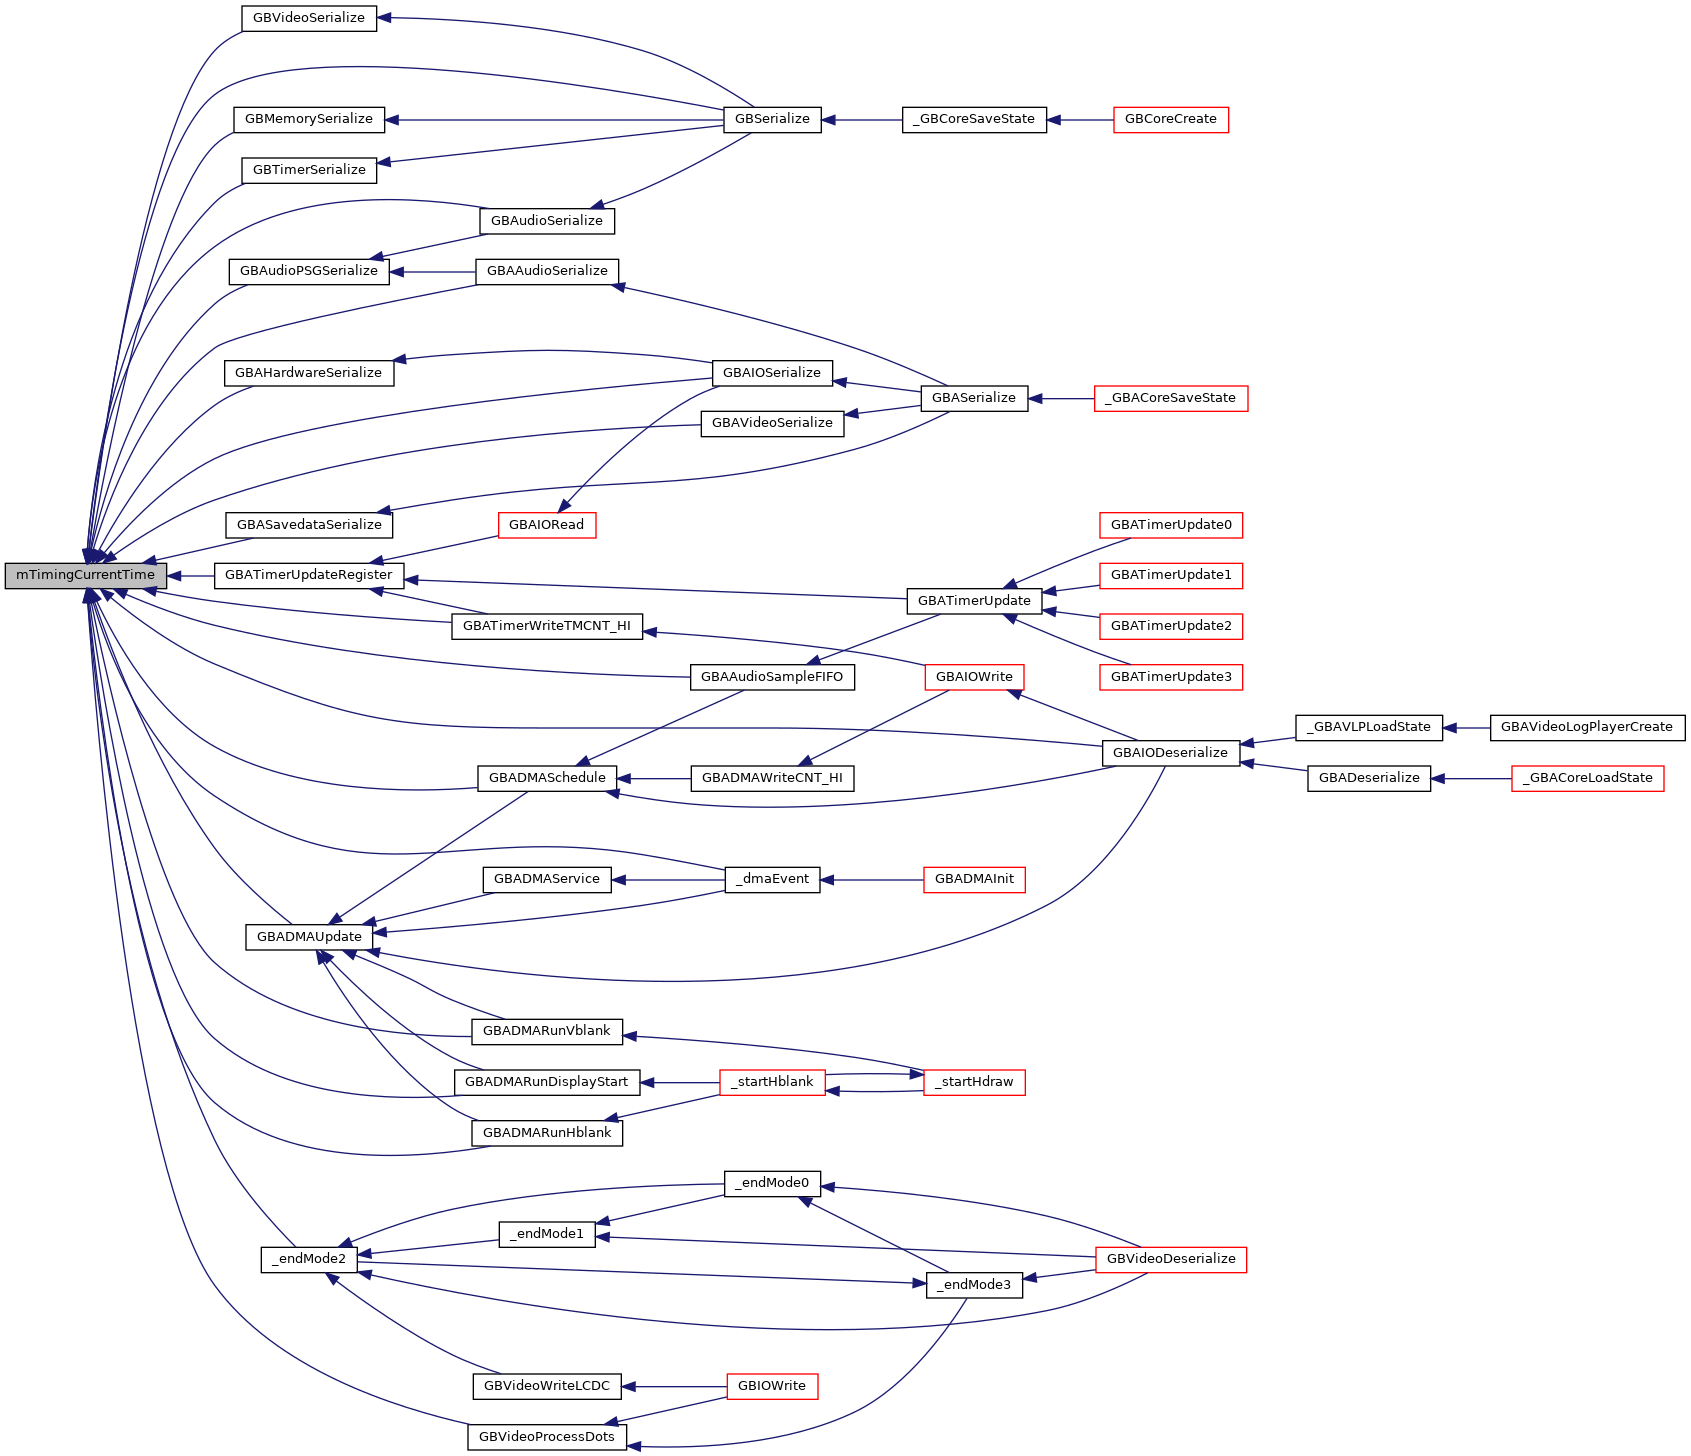 GBVideoSerialize
GBMemorySerialize
GBSerialize
_GBCoreSaveState
GBCoreCreate
GBTimerSerialize
GBAudioSerialize
GBAudioPSGSerialize
GBAAudioSerialize
GBAHardwareSerialize
GBAIOSerialize
GBASerialize
_GBACoreSaveState
GBAVideoSerialize
GBASavedataSerialize
GBAIORead
GBATimerUpdate0
mTimingCurrentTime
GBATimerUpdateRegister
GBATimerUpdate1
GBATimerUpdate
GBATimerWriteTMCNT_HI
GBATimerUpdate2
GBAAudioSampleFIFO
GBAIOWrite
GBATimerUpdate3
_GBAVLPLoadState
GBAVideoLogPlayerCreate
GBAIODeserialize
GBADMASchedule
GBADMAWriteCNT_HI
GBADeserialize
_GBACoreLoadState
GBADMAService
_dmaEvent
GBADMAInit
GBADMAUpdate
GBADMARunVblank
GBADMARunDisplayStart
_startHblank
_startHdraw
GBADMARunHblank
_endMode0
_endMode1
_endMode2
GBVideoDeserialize
_endMode3
GBVideoWriteLCDC
GBIOWrite
GBVideoProcessDots